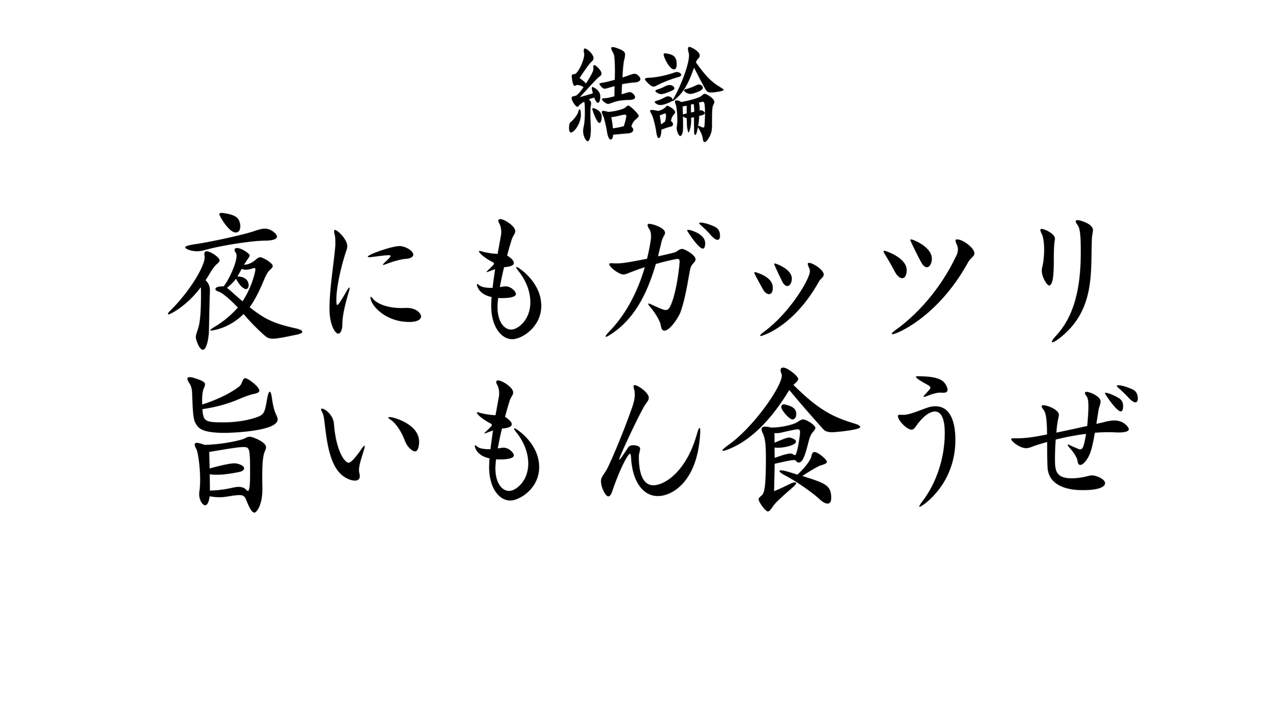 結論
夜にもガッツリ
旨いもん食うぜ